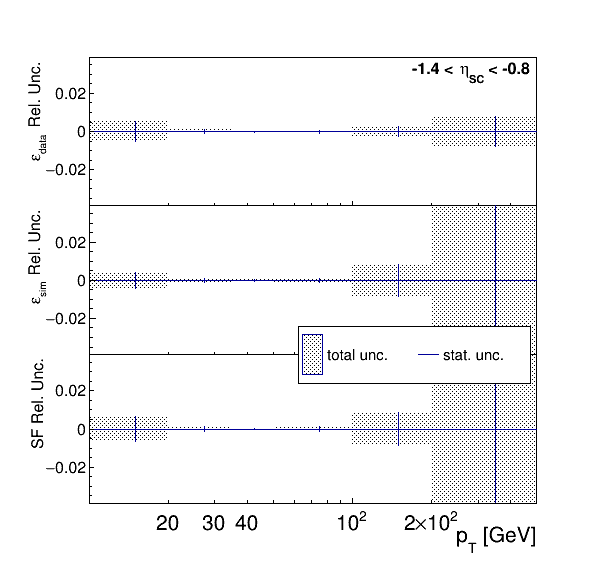 -1.4 < η_SC < -0.8
ε_data Rel. Unc.
0.02
0
−0.02
ε_sim Rel. Unc.
0.02
0
−0.02
total unc.
stat. unc.
SF Rel. Unc.
0.02
0
−0.02
20 30 40 10² 2×10²
p_T [GeV]